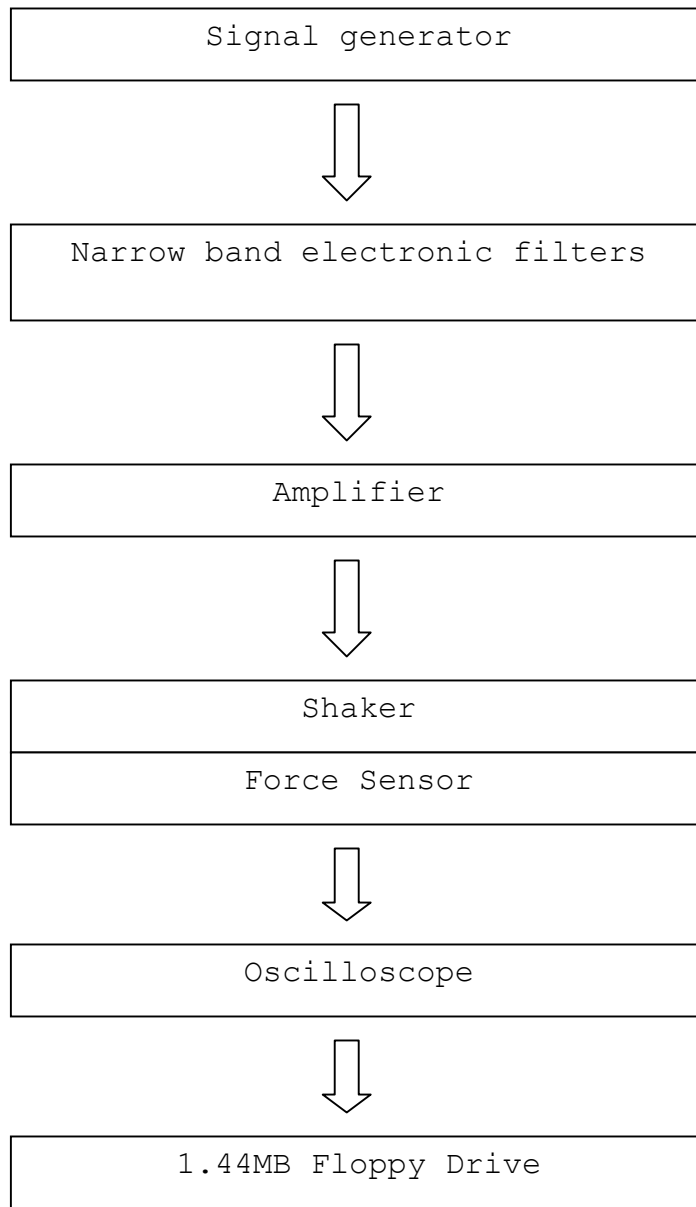 Signal generator
Narrow band electronic filters
Amplifier
Shaker
Force Sensor
Oscilloscope
1.44MB Floppy Drive